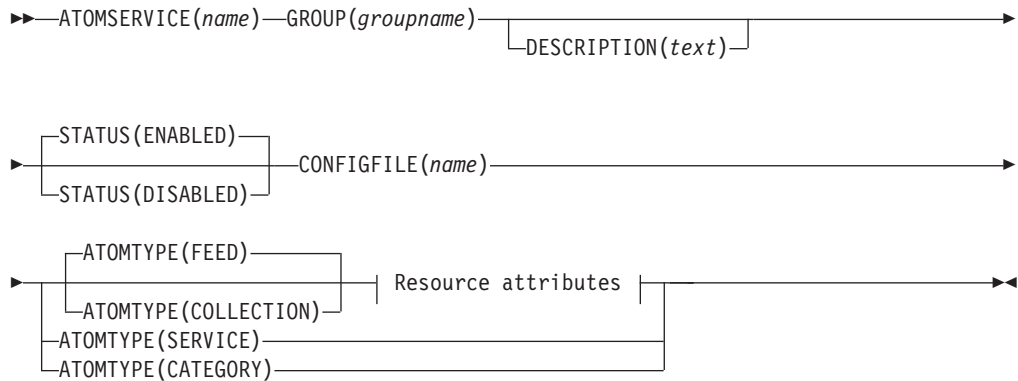 ATOMSERVICE(name) GROUP(groupname)
DESCRIPTION(text)
STATUS(ENABLED)
CONFIGFILE(name)
STATUS(DISABLED)
ATOMTYPE(FEED)
Resource attributes
ATOMTYPE(COLLECTION)
ATOMTYPE(SERVICE)
ATOMTYPE(CATEGORY)